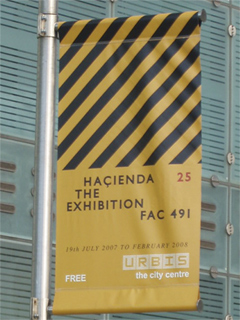 HAÇIENDA 25
THE
EXHIBITION
FAC 491
19th JULY 2007 TO FEBRUARY 2008
URBIS
FREE the city centre